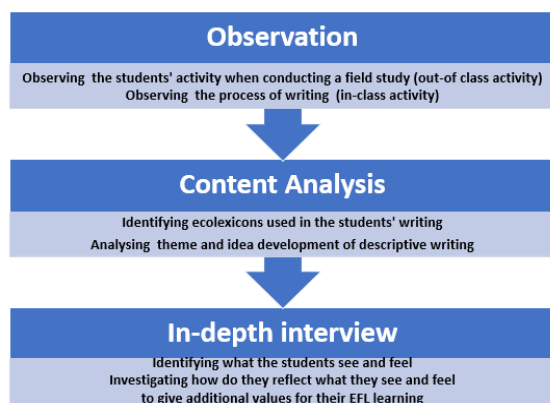 Observation
Observing the students' activity when conducting a field study (out-of class activity)
Observing the process of writing (in-class activity)
Content Analysis
Identifying ecolexicons used in the students' writing
Analysing theme and idea development of descriptive writing
In-depth interview
Identifying what the students see and feel
Investigating how do they reflect what they see and feel
to give additional values for their EFL learning